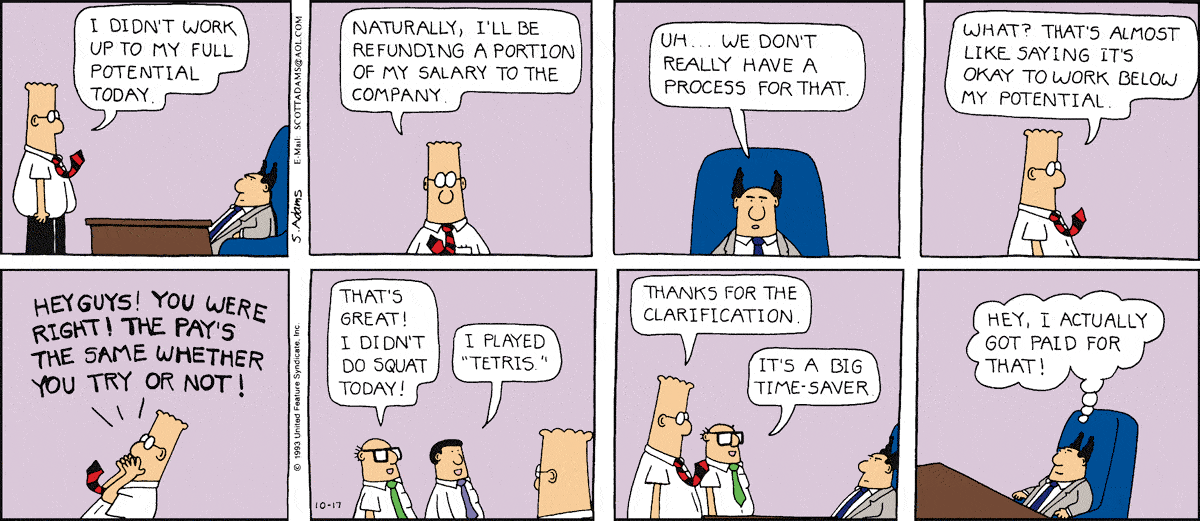 I DIDN'T WORK
UP TO MY FULL
POTENTIAL
TODAY.
S. Adams
E-Mail: SCOTTADAMS@AOL.COM
NATURALLY, I'LL BE
REFUNDING A PORTION
OF MY SALARY TO THE
COMPANY.
UH... WE DON'T
REALLY HAVE A
PROCESS FOR THAT.
WHAT? THAT'S ALMOST
LIKE SAYING IT'S
OKAY TO WORK BELOW
MY POTENTIAL.
HEY GUYS! YOU WERE
RIGHT! THE PAY'S
THE SAME WHETHER
YOU TRY OR NOT!
© 1993 United Feature Syndicate, Inc.
THAT'S
GREAT!
I DIDN'T
DO SQUAT
TODAY!
I PLAYED
"TETRIS."
10-17
THANKS FOR THE
CLARIFICATION.
IT'S A BIG
TIME-SAVER.
HEY, I ACTUALLY
GOT PAID FOR
THAT!